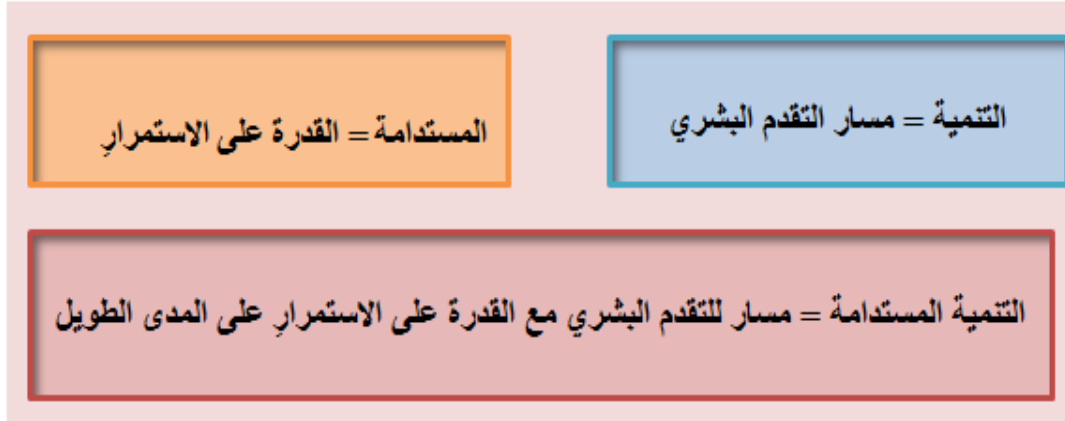 التنمية = مسار التقدم البشري
المستدامة = القدرة على الاستمرارِ
التنمية المستدامة = مسار للتقدم البشري مع القدرة على الاستمرارِ على المدى الطويل